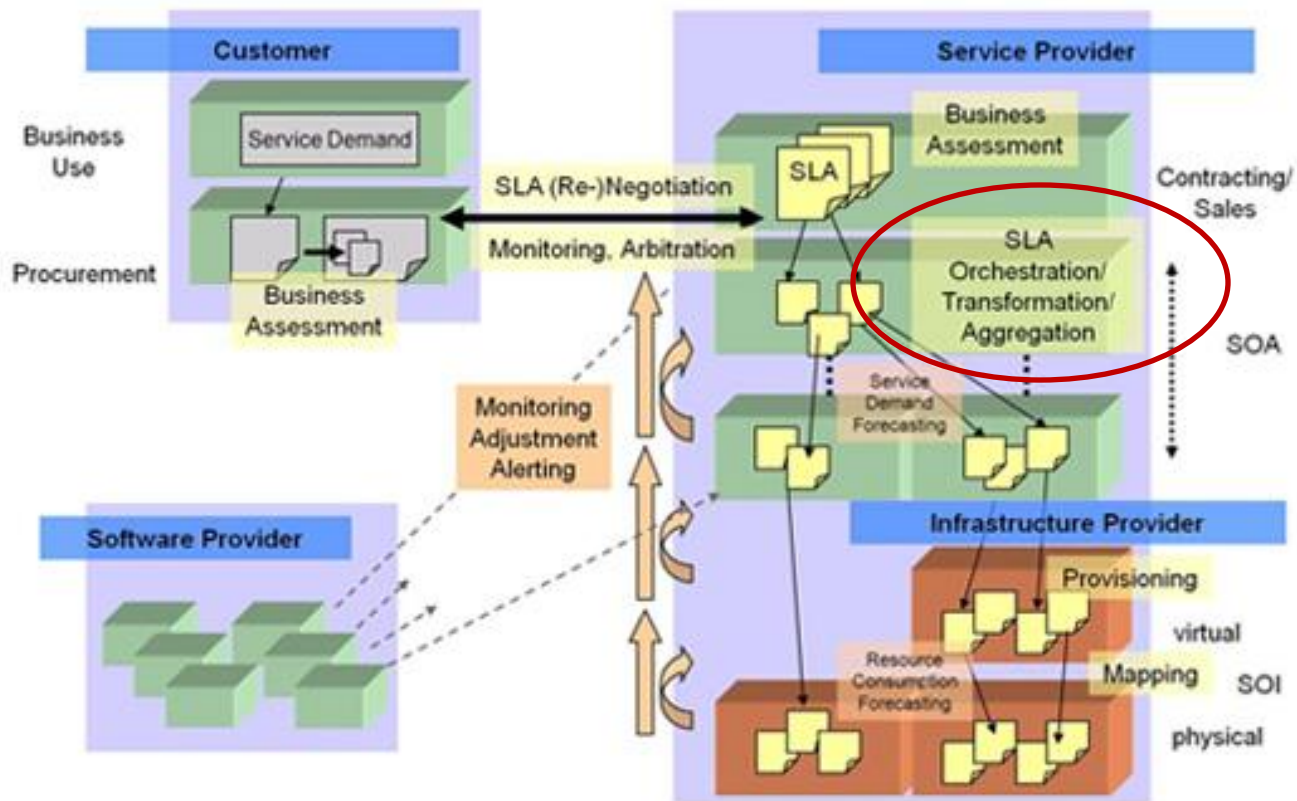 Customer
Service Provider
Business
Use
Service Demand
Business
Assessment
SLA
SLA (Re-)Negotiation
Contracting/
Sales
Monitoring, Arbitration
Procurement
Business
Assessment
SLA
Orchestration/
Transformation/
Aggregation
SOA
Service
Demand
Forecasting
Monitoring
Adjustment
Alerting
Software Provider
Infrastructure Provider
Provisioning
virtual
Resource
Consumption
Forecasting
Mapping
SOI
physical